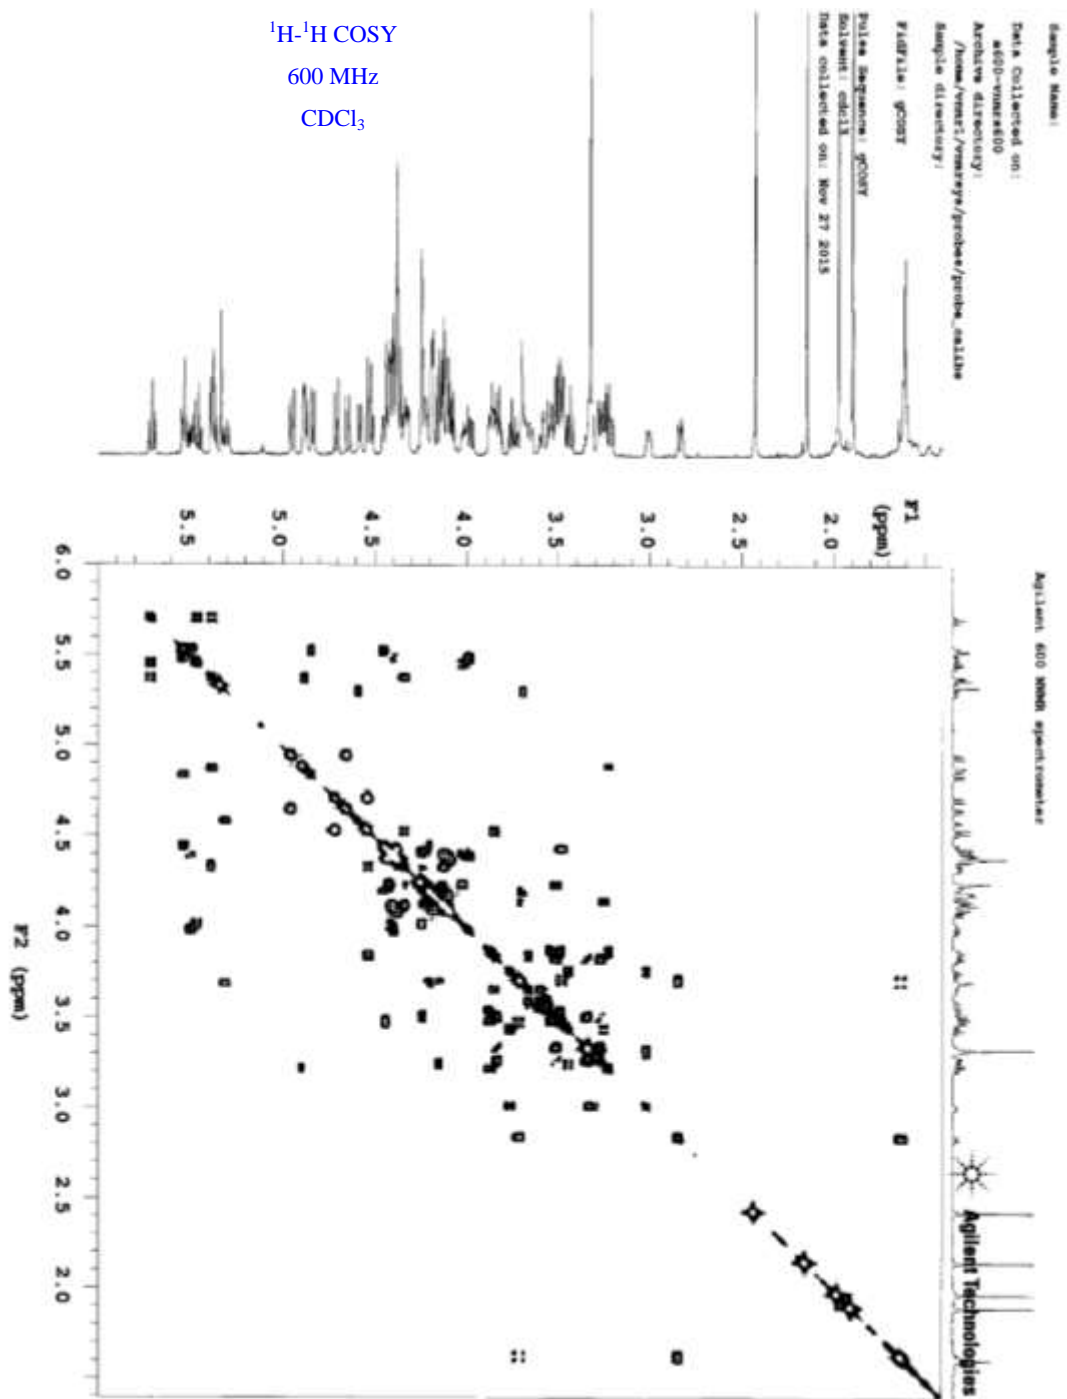 ¹H-¹H COSY
600 MHz
CDCl₃
Sample Name:
Data Collected on:
a600-vnmrs600
Archive directory:
Sample directory:
FidFile: gCOSY
Pulse Sequence: gCOSY
Solvent: cdcl3
Data collected on: Nov 27 2015
Agilent 600 MNMR spectrometer
Agilent Technologies
F1
(ppm)
2.0
2.5
3.0
3.5
4.0
4.5
5.0
5.5
6.0
5.5
5.0
4.5
4.0
3.5
3.0
2.5
2.0
F2 (ppm)